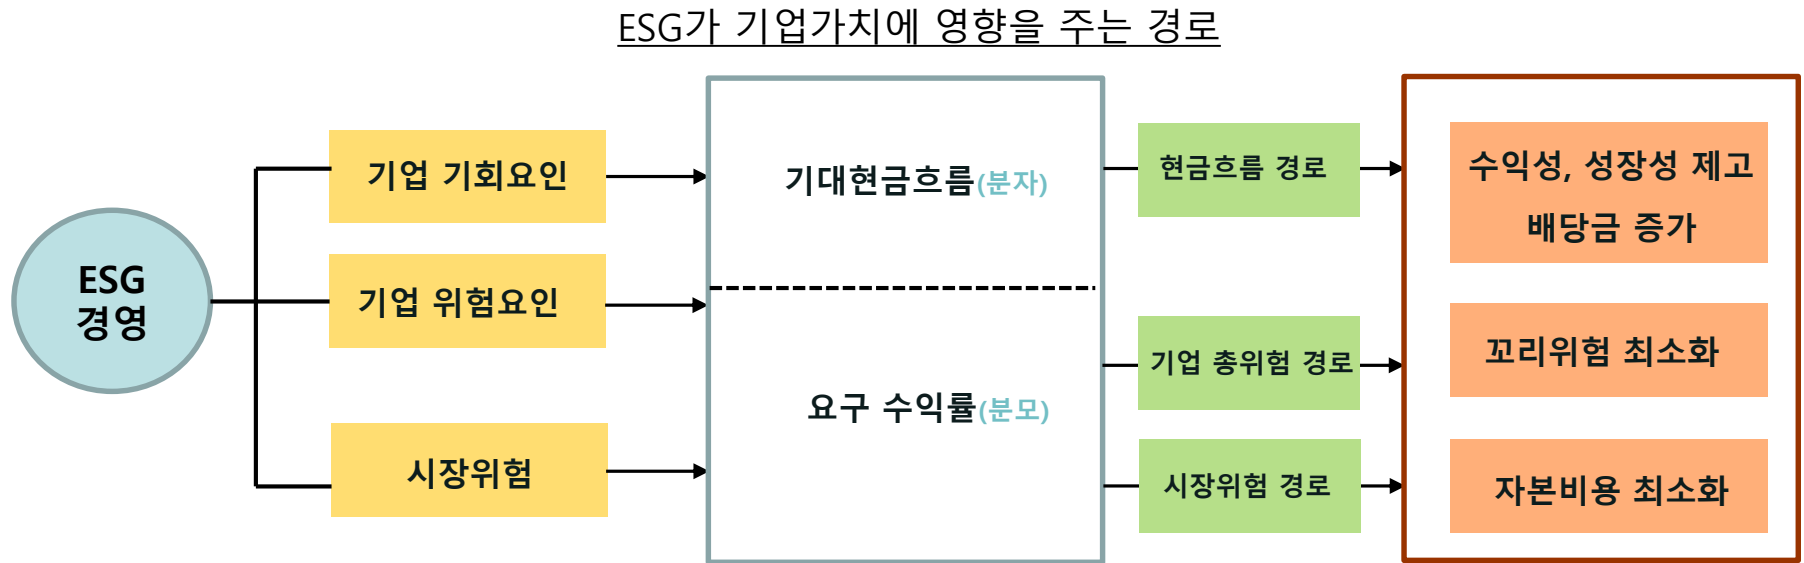 ESG가 기업가치에 영향을 주는 경로
ESG
경영
기업 기회요인
기업 위험요인
시장위험
기대현금흐름(분자)
요구 수익률(분모)
현금흐름 경로
기업 총위험 경로
시장위험 경로
수익성, 성장성 제고
배당금 증가
꼬리위험 최소화
자본비용 최소화